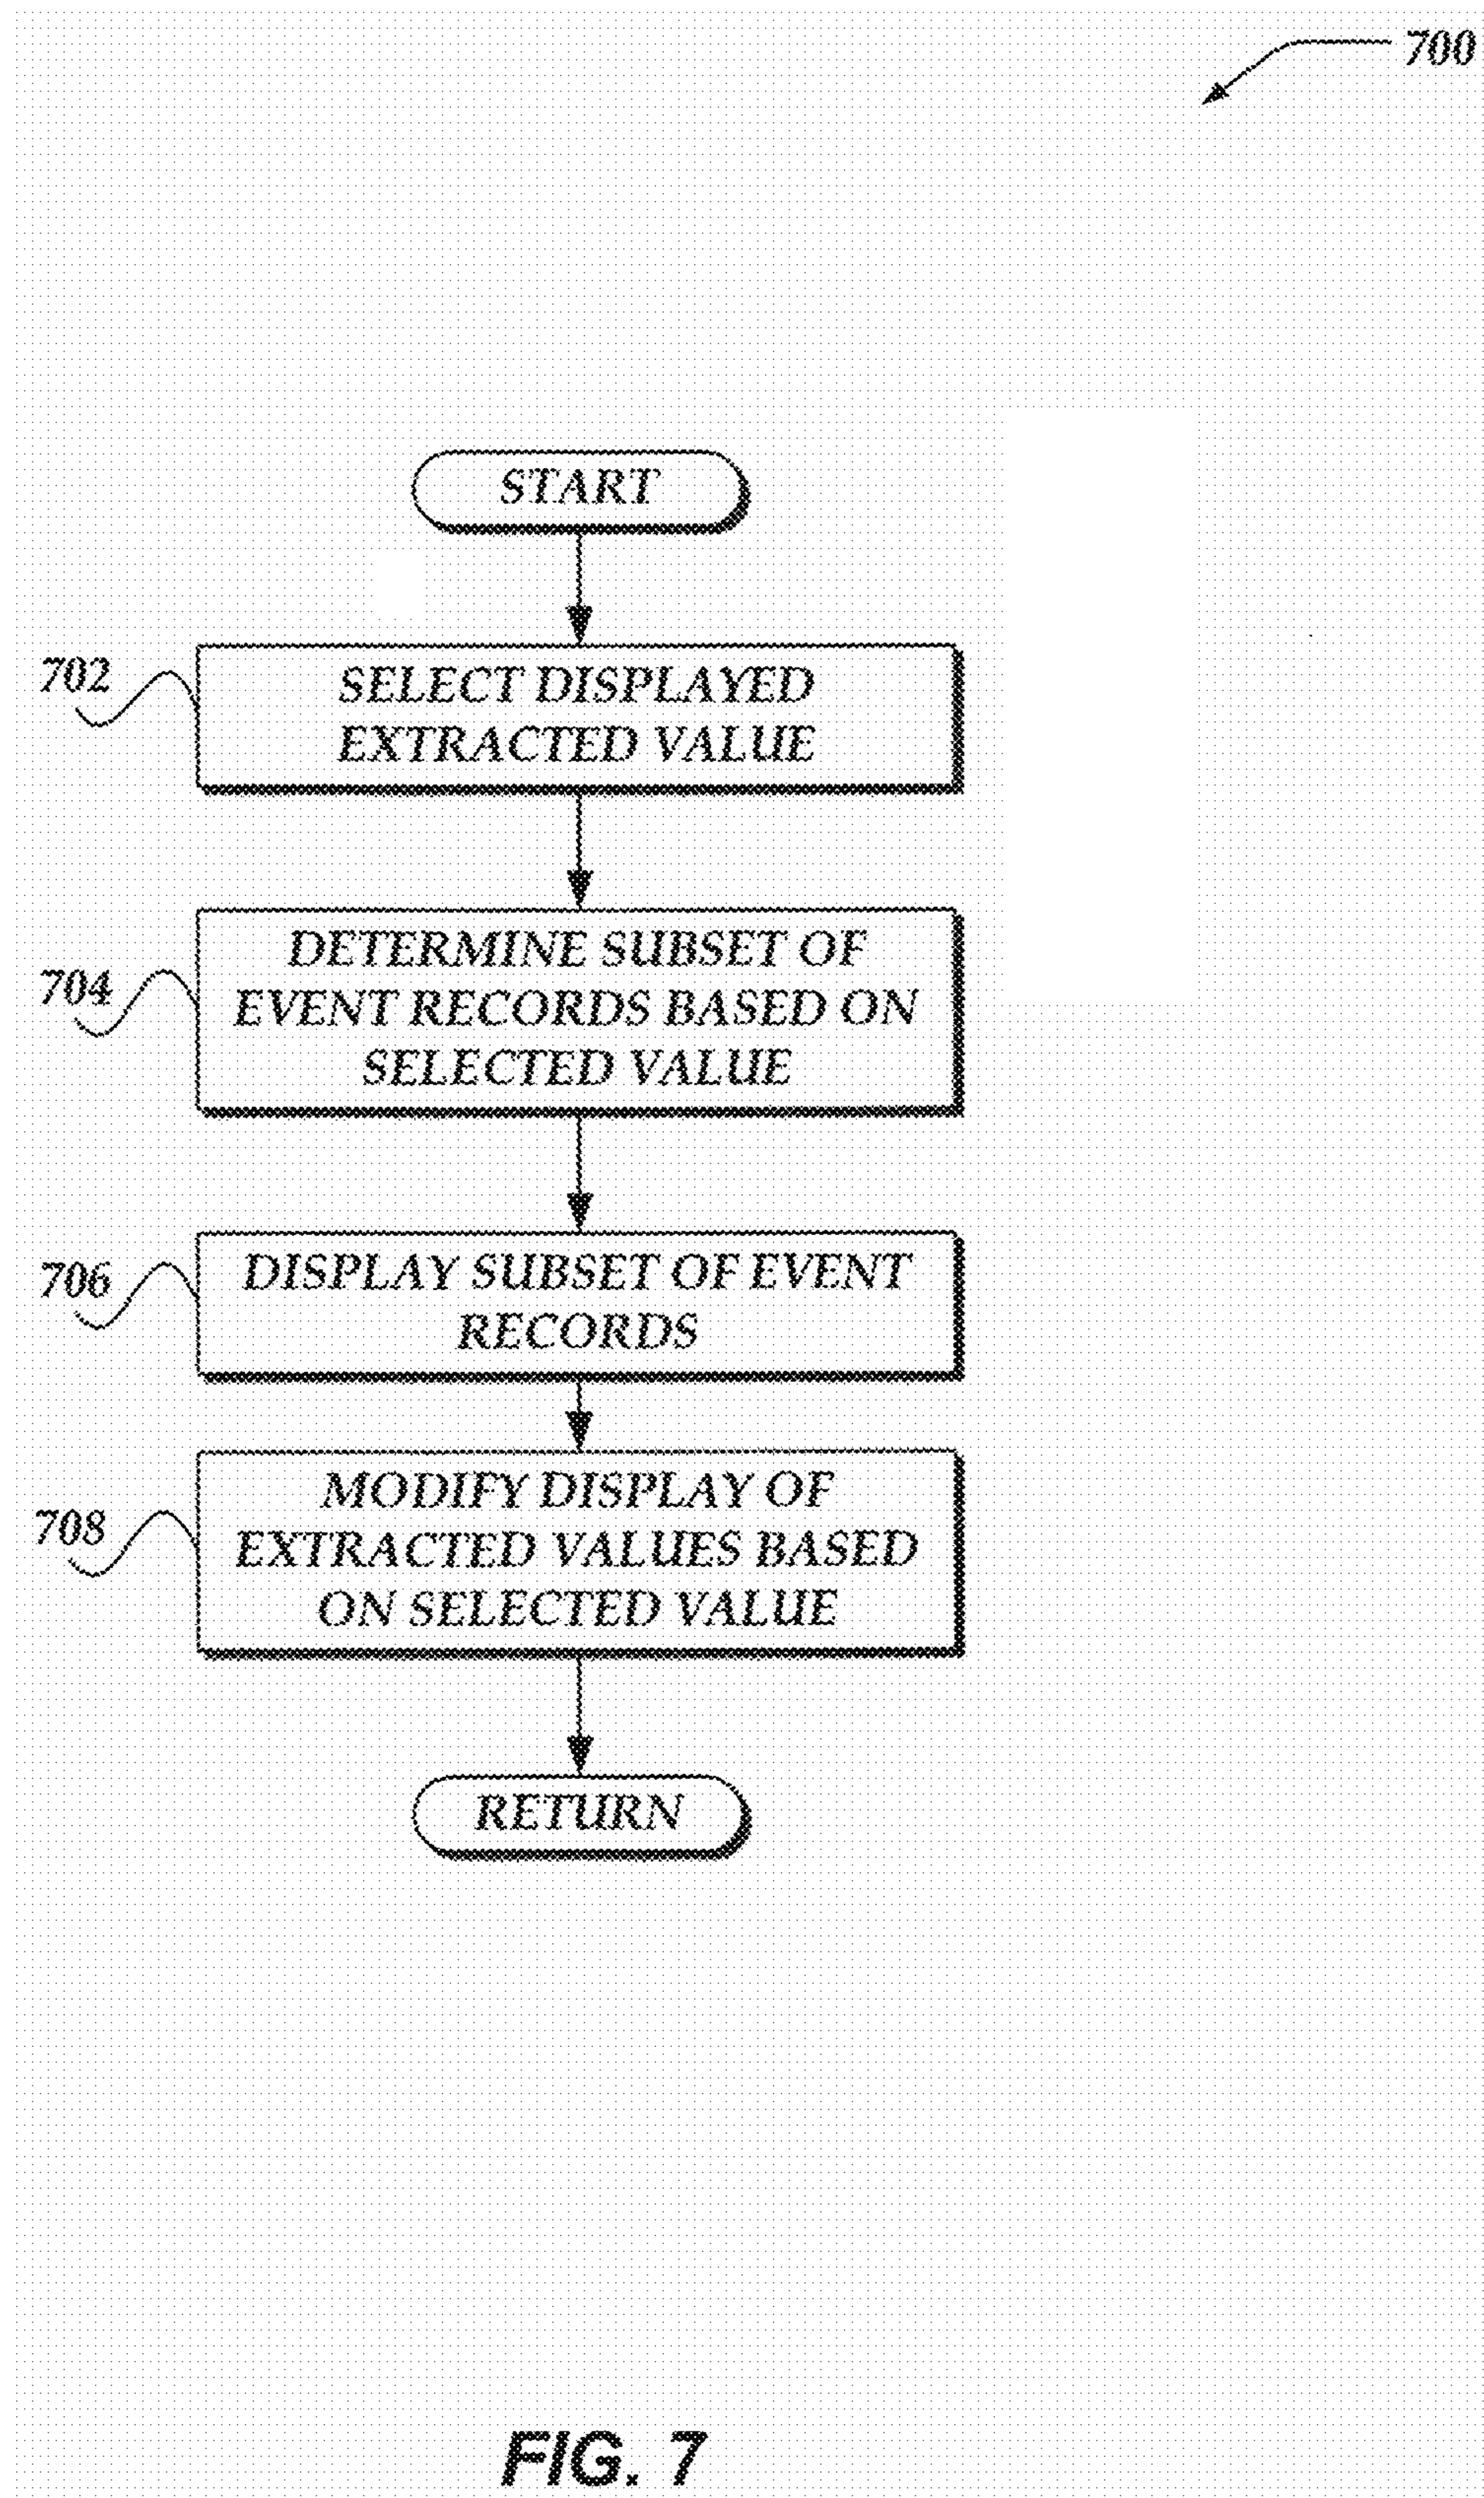 700
START
702
SELECT DISPLAYED
EXTRACTED VALUE
704
DETERMINE SUBSET OF
EVENT RECORDS BASED ON
SELECTED VALUE
706
DISPLAY SUBSET OF EVENT
RECORDS
708
MODIFY DISPLAY OF
EXTRACTED VALUES BASED
ON SELECTED VALUE
RETURN
FIG. 7